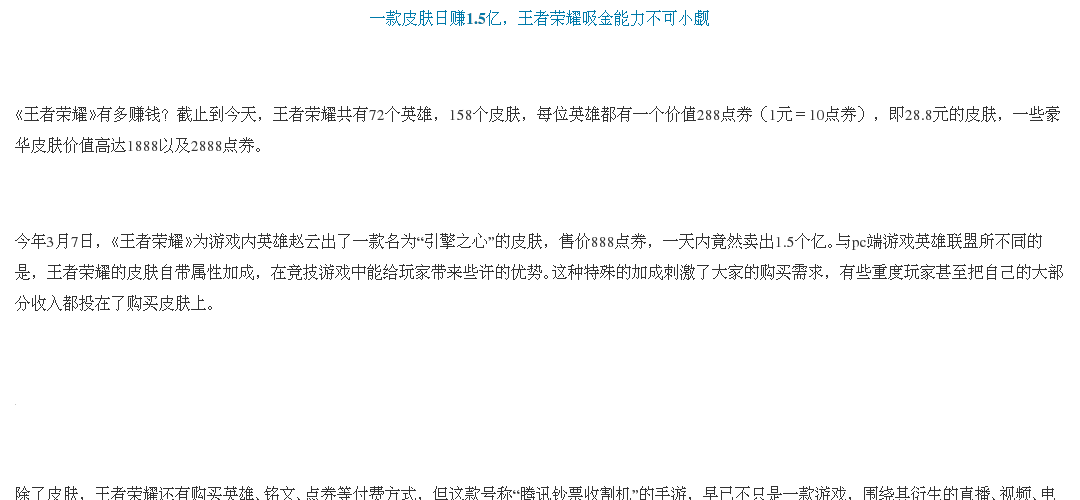 一款皮肤日赚1.5亿，王者荣耀吸金能力不可小觑
《王者荣耀》有多赚钱？截止到今天，王者荣耀共有72个英雄，158个皮肤，每位英雄都有一个价值288点券（1元＝10点券），即28.8元的皮肤，一些豪
华皮肤价值高达1888以及2888点券。
今年3月7日，《王者荣耀》为游戏内英雄赵云出了一款名为“引擎之心”的皮肤，售价888点券，一天内竟然卖出1.5个亿。与pc端游戏英雄联盟所不同的
是，王者荣耀的皮肤自带属性加成，在竞技游戏中能给玩家带来些许的优势。这种特殊的加成刺激了大家的购买需求，有些重度玩家甚至把自己的大部
分收入都投在了购买皮肤上。
除了皮肤，王者荣耀还有购买英雄、铭文、点券等付费方式，但这款号称“腾讯钞票收割机”的手游，早已不只是一款游戏，围绕其衍生的直播、视频、电